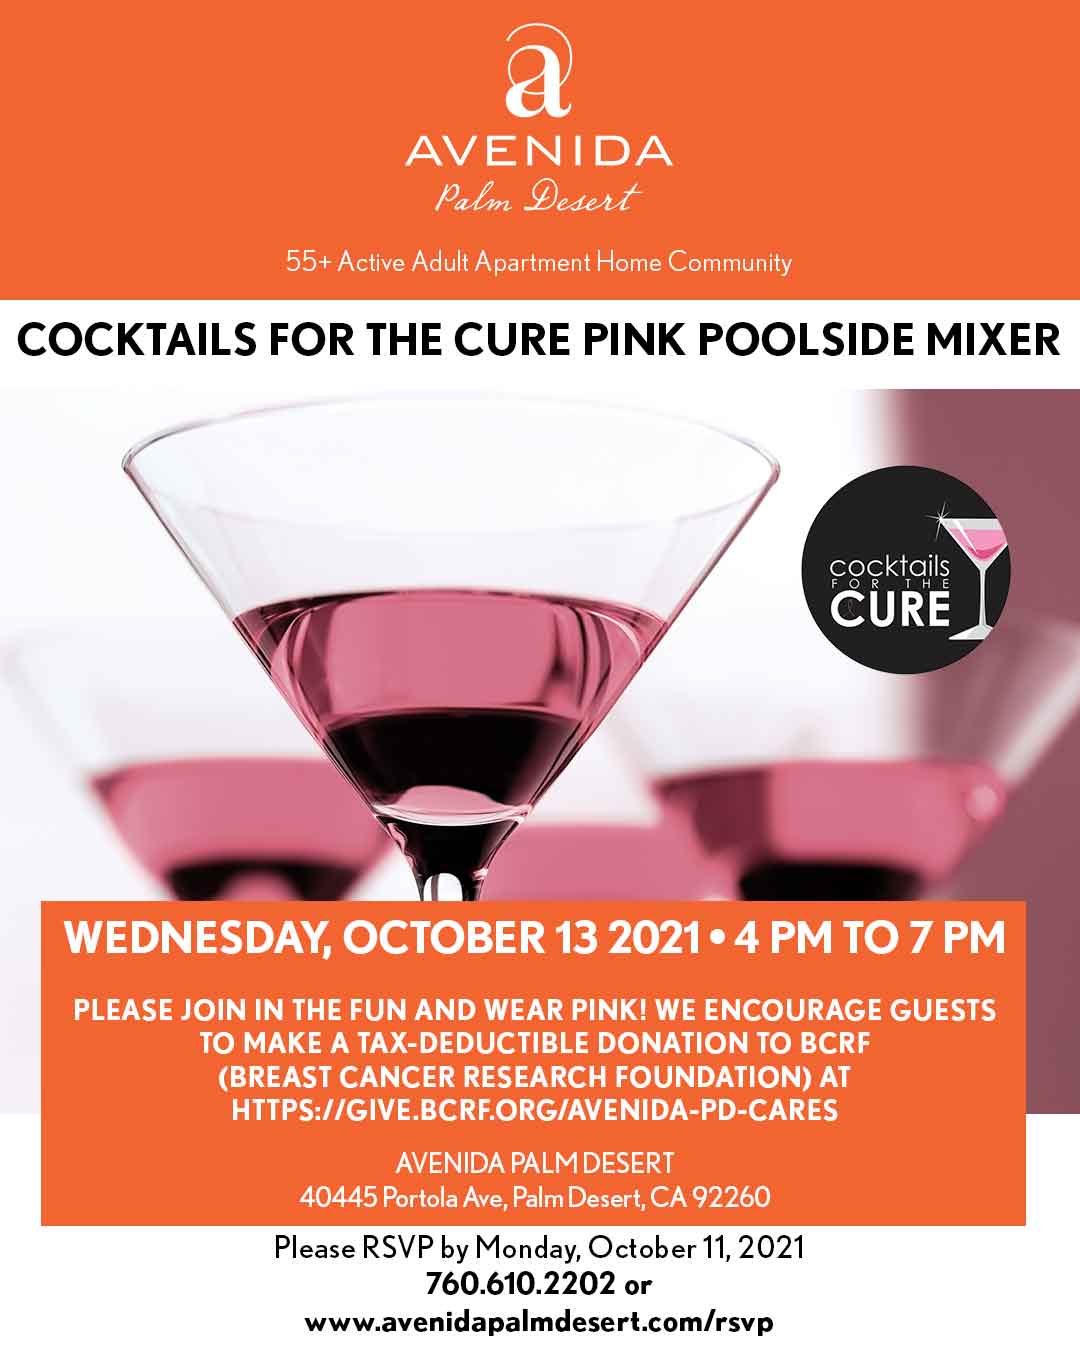 a
AVENIDA
Palm Desert
55+ Active Adult Apartment Home Community
COCKTAILS FOR THE CURE PINK POOLSIDE MIXER
cocktails
FOR THE
CURE
WEDNESDAY, OCTOBER 13 2021 • 4 PM TO 7 PM
PLEASE JOIN IN THE FUN AND WEAR PINK! WE ENCOURAGE GUESTS
TO MAKE A TAX-DEDUCTIBLE DONATION TO BCRF
(BREAST CANCER RESEARCH FOUNDATION) AT
HTTPS://GIVE.BCRF.ORG/AVENIDA-PD-CARES
AVENIDA PALM DESERT
40445 Portola Ave, Palm Desert, CA 92260
Please RSVP by Monday, October 11, 2021
760.610.2202 or
www.avenidapalmdesert.com/rsvp